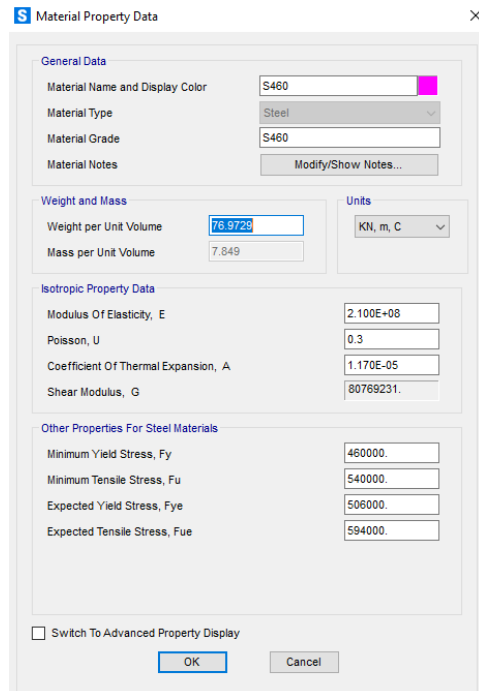 S Material Property Data
General Data
Material Name and Display Color S460
Material Type Steel
Material Grade S460
Material Notes Modify/Show Notes...
Weight and Mass
Weight per Unit Volume 76.9729
Mass per Unit Volume 7.849
Units
KN, m, C
Isotropic Property Data
Modulus Of Elasticity, E 2.100E+08
Poisson, U 0.3
Coefficient Of Thermal Expansion, A 1.170E-05
Shear Modulus, G 80769231.
Other Properties For Steel Materials
Minimum Yield Stress, Fy 460000.
Minimum Tensile Stress, Fu 540000.
Expected Yield Stress, Fye 506000.
Expected Tensile Stress, Fue 594000.
Switch To Advanced Property Display
OK Cancel